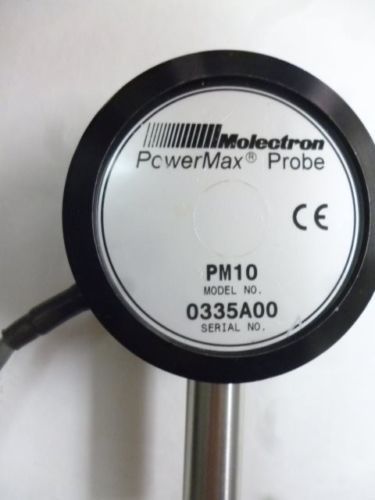 Molectron
PowerMax® Probe
CE
PM10
MODEL NO.
0335A00
SERIAL NO.